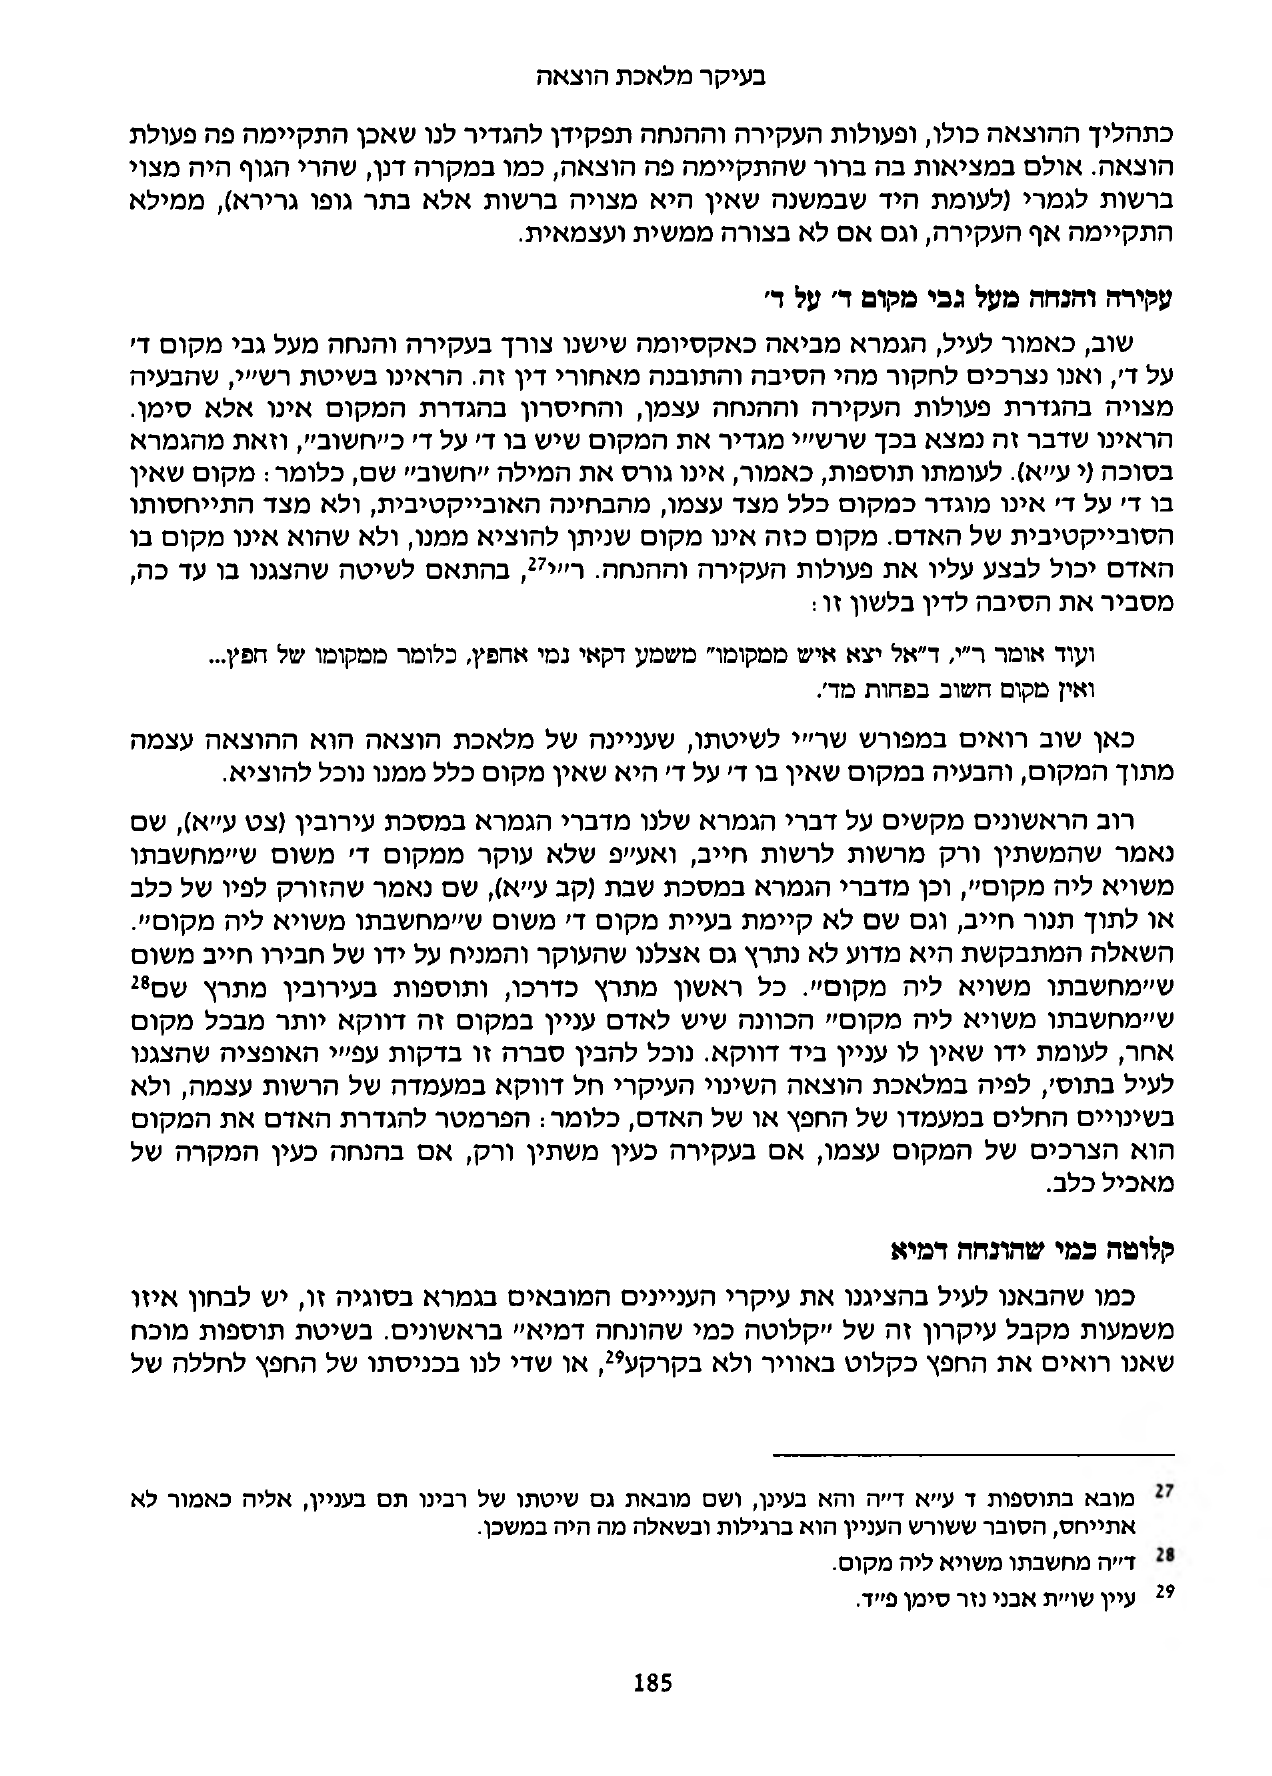 בעיקר מלאכת הוצאה
כתהליך ההוצאה כולו, ופעולות העקירה וההנחה תפקידן להגדיר לנו שאכן התקיימה פה פעולת
הוצאה. אולם במציאות בה ברור שהתקיימה פה הוצאה, כמו במקרה דנן, שהרי הגוף היה מצוי
ברשות לגמרי (לעומת היד שבמשנה שאין היא מצויה ברשות אלא בתר גופו גרירא), ממילא
התקיימה אף העקירה, וגם אם לא בצורה ממשית ועצמאית.
עקירה והנחה מעל גבי מקום ד׳ על ד׳
שוב, כאמור לעיל, הגמרא מביאה כאקסיומה שישנו צורך בעקירה והנחה מעל גבי מקום ד׳
על ד׳, ואנו נצרכים לחקור מהי הסיבה והתובנה מאחורי דין זה. הראינו בשיטת רש״י, שהבעיה
מצויה בהגדרת פעולות העקירה וההנחה עצמן, והחיסרון בהגדרת המקום אינו אלא סימן.
הראינו שדבר זה נמצא בכך שרש״י מגדיר את המקום שיש בו ד׳ על ד׳ כ״חשוב״, וזאת מהגמרא
בסוכה (י ע״א). לעומתו תוספות, כאמור, אינו גורס את המילה ״חשוב״ שם, כלומר: מקום שאין
בו ד׳ על ד׳ אינו מוגדר כמקום כלל מצד עצמו, מהבחינה האובייקטיבית, ולא מצד התייחסותו
הסובייקטיבית של האדם. מקום כזה אינו מקום שניתן להוציא ממנו, ולא שהוא אינו מקום בו
האדם יכול לבצע עליו את פעולות העקירה וההנחה. ר״י27, בהתאם לשיטה שהצגנו בו עד כה,
מסביר את הסיבה לדין בלשון זו:
ועוד אומר ר״י, ד״אל יצא איש ממקומו״ משמע דקאי נמי אחפץ, כלומר ממקומו של חפץ...
ואין מקום חשוב בפחות מד׳.
כאן שוב רואים במפורש שר״י לשיטתו, שעניינה של מלאכת הוצאה הוא ההוצאה עצמה
מתוך המקום, והבעיה במקום שאין בו ד׳ על ד׳ היא שאין מקום כלל ממנו נוכל להוציא.
רוב הראשונים מקשים על דברי הגמרא שלנו מדברי הגמרא במסכת עירובין (צט ע״א), שם
נאמר שהמשתין ורק מרשות לרשות חייב, ואע״פ שלא עוקר ממקום ד׳ משום ש״מחשבתו
משויא ליה מקום״, וכן מדברי הגמרא במסכת שבת (קב ע״א), שם נאמר שהזורק לפיו של כלב
או לתוך תנור חייב, וגם שם לא קיימת בעיית מקום ד׳ משום ש״מחשבתו משויא ליה מקום״.
השאלה המתבקשת היא מדוע לא נתרץ גם אצלנו שהעוקר והמניח על ידו של חבירו חייב משום
ש״מחשבתו משויא ליה מקום״. כל ראשון מתרץ כדרכו, ותוספות בעירובין מתרץ שם28
ש״מחשבתו משויא ליה מקום״ הכוונה שיש לאדם עניין במקום זה דווקא יותר מבכל מקום
אחר, לעומת ידו שאין לו עניין ביד דווקא. נוכל להבין סברה זו בדקות עפ״י האופציה שהצגנו
לעיל בתוס׳, לפיה במלאכת הוצאה השינוי העיקרי חל דווקא במעמדה של הרשות עצמה, ולא
בשינויים החלים במעמדו של החפץ או של האדם, כלומר: הפרמטר להגדרת האדם את המקום
הוא הצרכים של המקום עצמו, אם בעקירה כעין משתין ורק, אם בהנחה כעין המקרה של
מאכיל כלב.
קלוטה כמי שהונחה דמיא
כמו שהבאנו לעיל בהציגנו את עיקרי העניינים המובאים בגמרא בסוגיה זו, יש לבחון איזו
משמעות מקבל עיקרון זה של ״קלוטה כמי שהונחה דמיא״ בראשונים. בשיטת תוספות מוכח
שאנו רואים את החפץ כקלוט באוויר ולא בקרקע29, או שדי לנו בכניסתו של החפץ לחללה של
27 מובא בתוספות ד ע״א ד״ה והא בעינן, ושם מובאת גם שיטתו של רבינו תם בעניין, אליה כאמור לא
אתייחס, הסובר ששורש העניין הוא ברגילות ובשאלה מה היה במשכן.
28 ד״ה מחשבתו משויא ליה מקום.
29 עיין שו״ת אבני נזר סימן פ״ד.
185